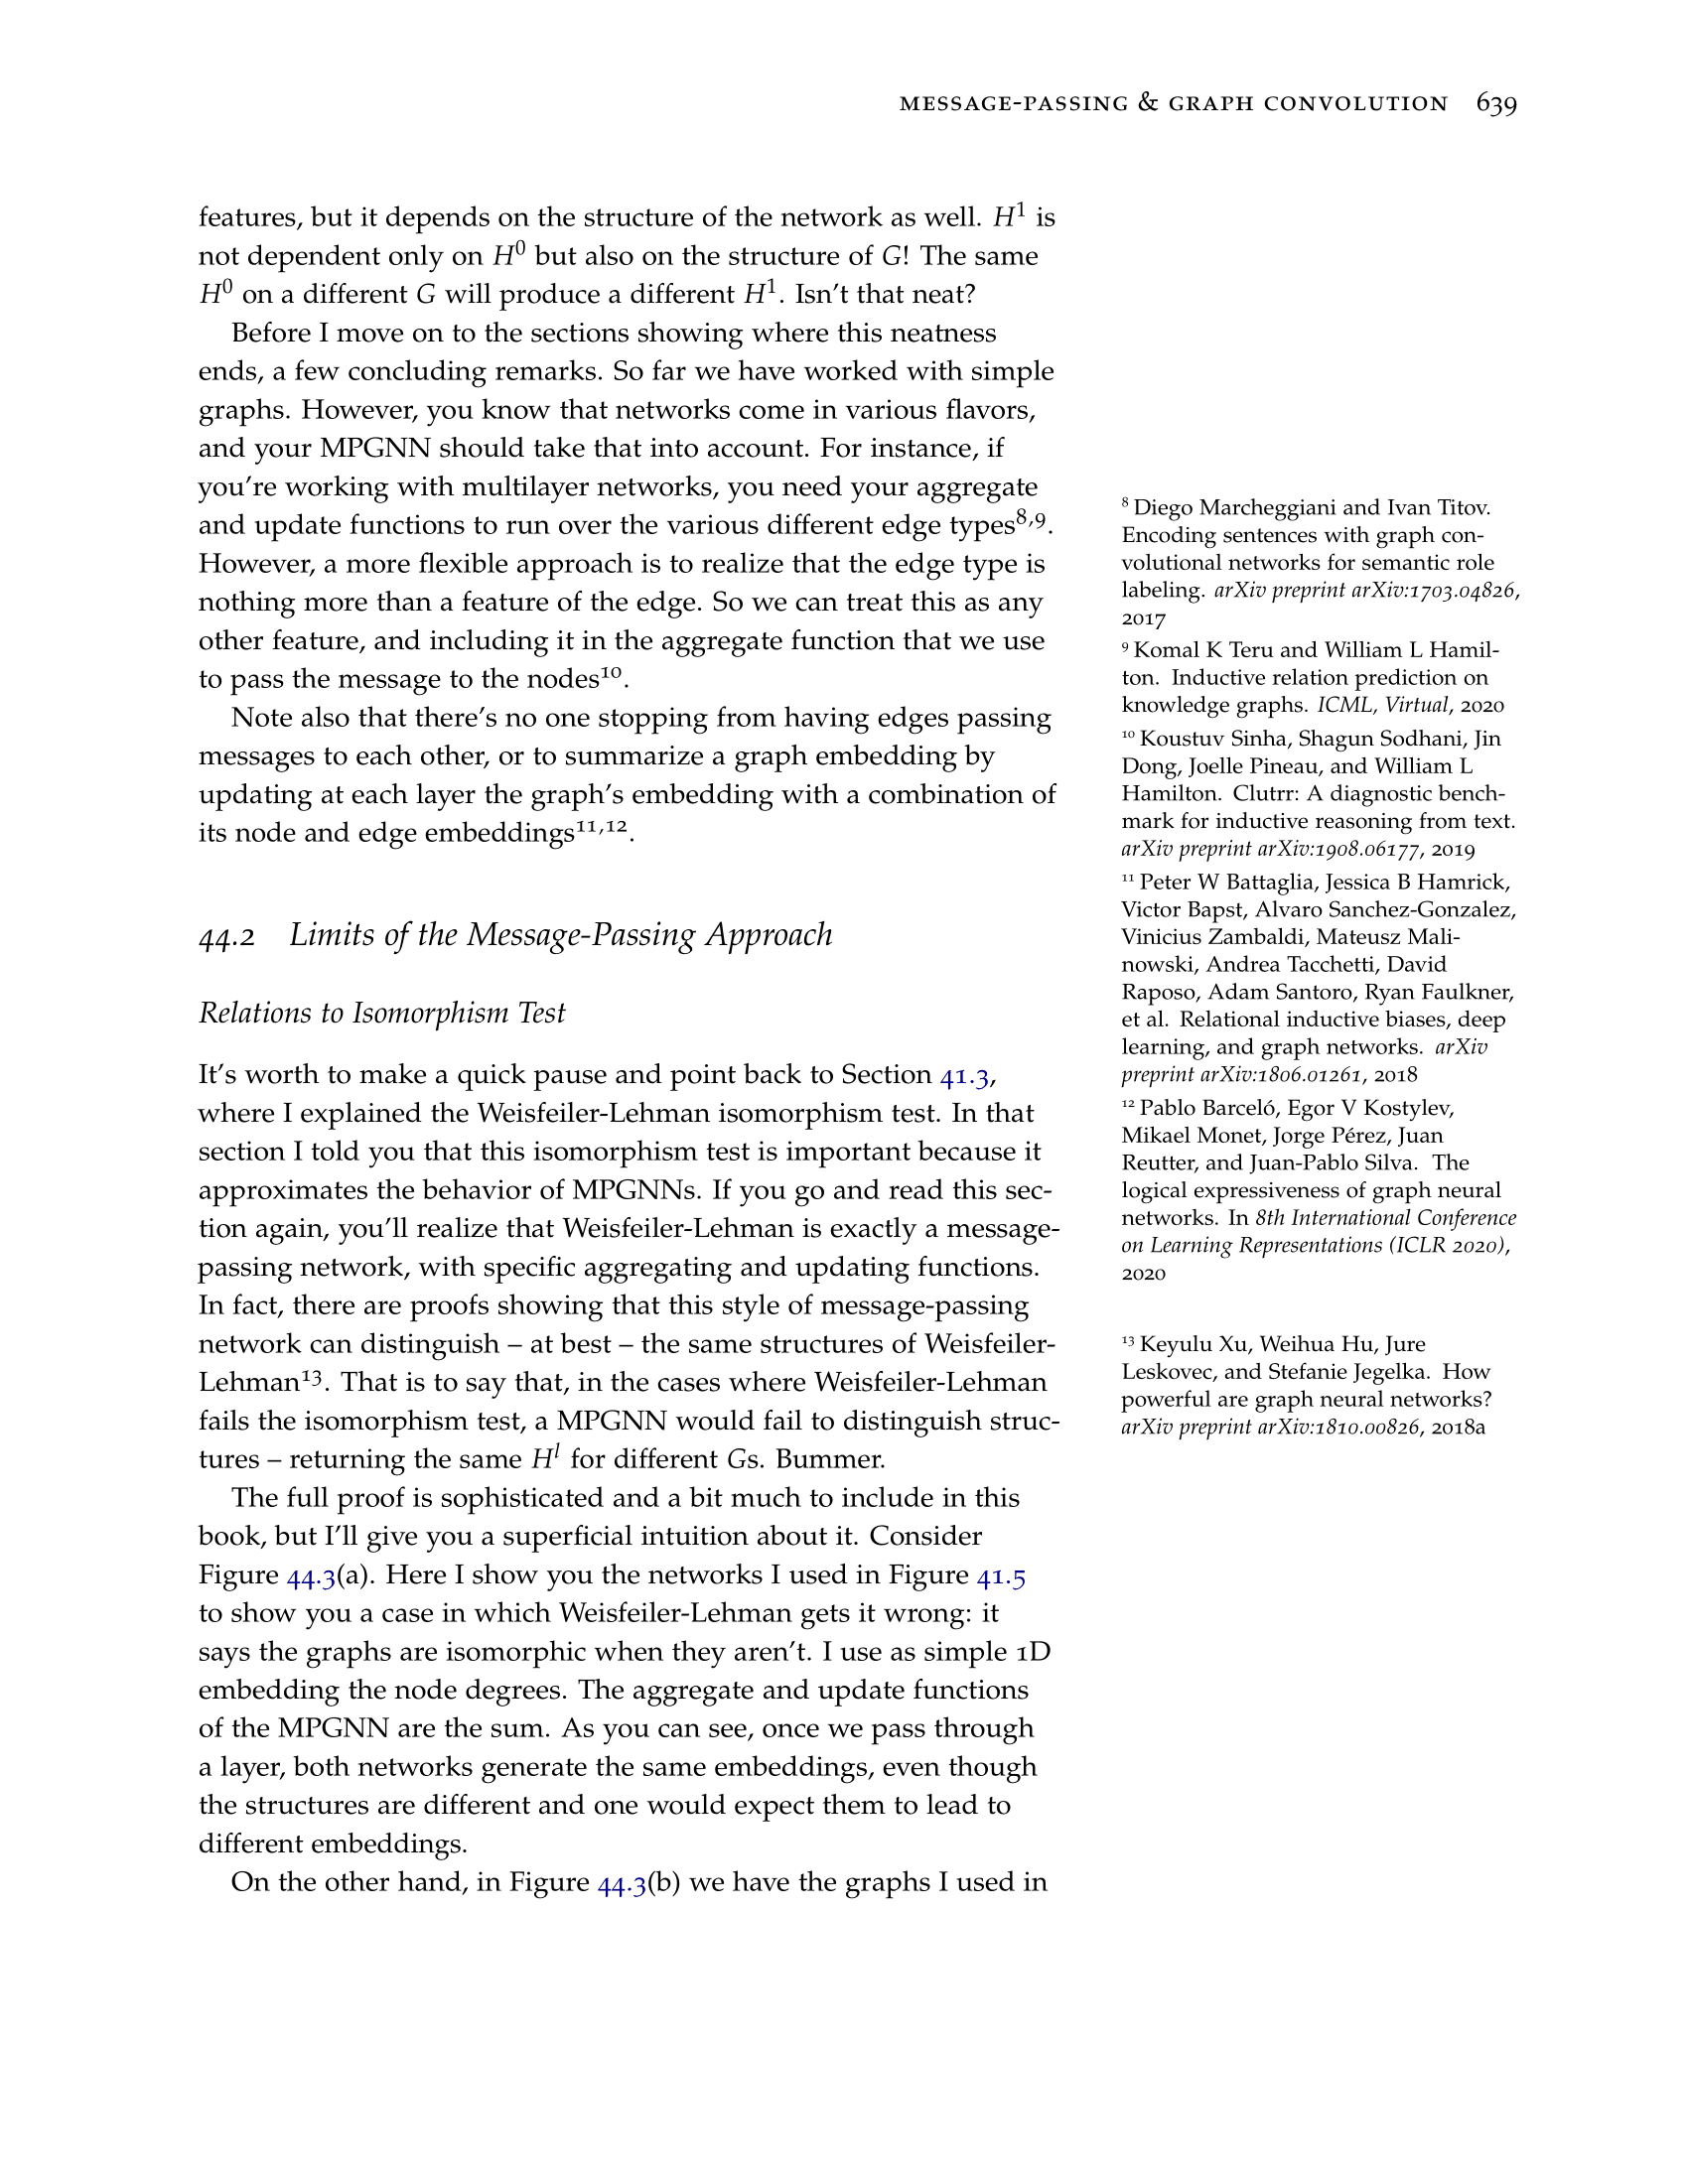 MESSAGE-PASSING & GRAPH CONVOLUTION 639
features, but it depends on the structure of the network as well. H¹ is
not dependent only on H⁰ but also on the structure of G! The same
H⁰ on a different G will produce a different H¹. Isn't that neat?
Before I move on to the sections showing where this neatness
ends, a few concluding remarks. So far we have worked with simple
graphs. However, you know that networks come in various flavors,
and your MPGNN should take that into account. For instance, if
you're working with multilayer networks, you need your aggregate
and update functions to run over the various different edge types⁸,⁹.
However, a more flexible approach is to realize that the edge type is
nothing more than a feature of the edge. So we can treat this as any
other feature, and including it in the aggregate function that we use
to pass the message to the nodes¹⁰.
Note also that there's no one stopping from having edges passing
messages to each other, or to summarize a graph embedding by
updating at each layer the graph's embedding with a combination of
its node and edge embeddings¹¹,¹².
44.2 Limits of the Message-Passing Approach
Relations to Isomorphism Test
It's worth to make a quick pause and point back to Section 41.3,
where I explained the Weisfeiler-Lehman isomorphism test. In that
section I told you that this isomorphism test is important because it
approximates the behavior of MPGNNs. If you go and read this sec-
tion again, you'll realize that Weisfeiler-Lehman is exactly a message-
passing network, with specific aggregating and updating functions.
In fact, there are proofs showing that this style of message-passing
network can distinguish – at best – the same structures of Weisfeiler-
Lehman¹³. That is to say that, in the cases where Weisfeiler-Lehman
fails the isomorphism test, a MPGNN would fail to distinguish struc-
tures – returning the same Hˡ for different Gs. Bummer.
The full proof is sophisticated and a bit much to include in this
book, but I'll give you a superficial intuition about it. Consider
Figure 44.3(a). Here I show you the networks I used in Figure 41.5
to show you a case in which Weisfeiler-Lehman gets it wrong: it
says the graphs are isomorphic when they aren't. I use as simple 1D
embedding the node degrees. The aggregate and update functions
of the MPGNN are the sum. As you can see, once we pass through
a layer, both networks generate the same embeddings, even though
the structures are different and one would expect them to lead to
different embeddings.
On the other hand, in Figure 44.3(b) we have the graphs I used in
⁸ Diego Marcheggiani and Ivan Titov.
Encoding sentences with graph con-
volutional networks for semantic role
labeling. arXiv preprint arXiv:1703.04826,
2017
⁹ Komal K Teru and William L Hamil-
ton. Inductive relation prediction on
knowledge graphs. ICML, Virtual, 2020
¹⁰ Koustuv Sinha, Shagun Sodhani, Jin
Dong, Joelle Pineau, and William L
Hamilton. Clutrr: A diagnostic bench-
mark for inductive reasoning from text.
arXiv preprint arXiv:1908.06177, 2019
¹¹ Peter W Battaglia, Jessica B Hamrick,
Victor Bapst, Alvaro Sanchez-Gonzalez,
Vinicius Zambaldi, Mateusz Mali-
nowski, Andrea Tacchetti, David
Raposo, Adam Santoro, Ryan Faulkner,
et al. Relational inductive biases, deep
learning, and graph networks. arXiv
preprint arXiv:1806.01261, 2018
¹² Pablo Barceló, Egor V Kostylev,
Mikael Monet, Jorge Pérez, Juan
Reutter, and Juan-Pablo Silva. The
logical expressiveness of graph neural
networks. In 8th International Conference
on Learning Representations (ICLR 2020),
2020
¹³ Keyulu Xu, Weihua Hu, Jure
Leskovec, and Stefanie Jegelka. How
powerful are graph neural networks?
arXiv preprint arXiv:1810.00826, 2018a